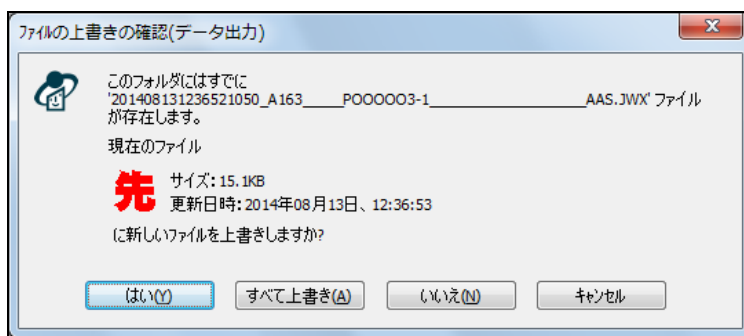 ファイルの上書きの確認(データ出力)
このフォルダにはすでに
'201408131236521050_A163_____POOOOO3-1____________________AAS.JWX' ファイル
が存在します。
現在のファイル
先
サイズ: 15.1KB
更新日時: 2014年08月13日、12:36:53
に新しいファイルを上書きしますか?
はい(Y) すべて上書き(A) いいえ(N) キャンセル